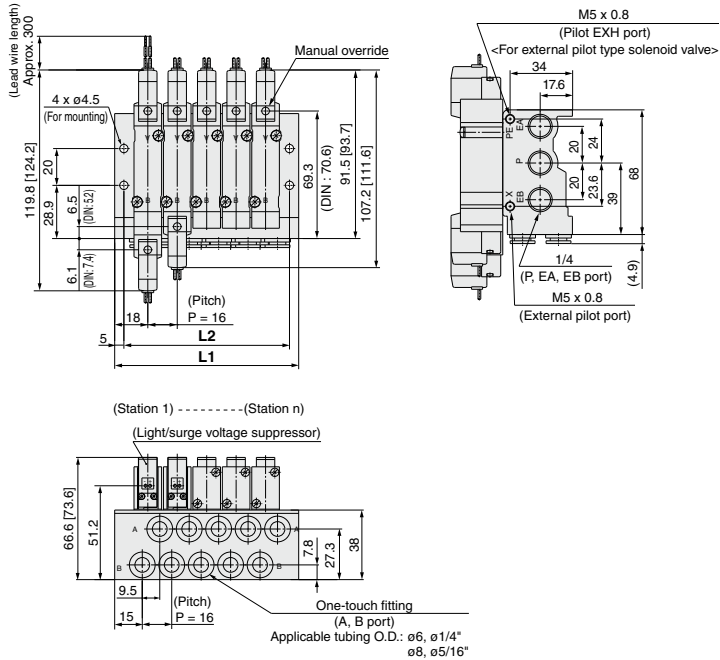 (Lead wire length)
Approx. 300
4 x ø4.5
(For mounting)
Manual override
119.8 [124.2]
20
28.9
6.5
(DIN: 5.2)
6.1
(DIN: 7.4)
69.3
(DIN : 70.6)
91.5 [93.7]
107.2 [111.6]
V V V V V
B B B B B
18
(Pitch)
P = 16
5
L2
L1
M5 x 0.8
(Pilot EXH port)
<For external pilot type solenoid valve>
34
17.6
PE
EA
P
X
EB
20
20
24
23.6
39
68
(4.9)
1/4
(P, EA, EB port)
M5 x 0.8
(External pilot port)
(Station 1) - - - - - - - - (Station n)
(Light/surge voltage suppressor)
66.6 [73.6]
51.2
A
A
B
B
7.8
27.3
38
9.5
15
(Pitch)
P = 16
One-touch fitting
(A, B port)
Applicable tubing O.D.: ø6, ø1/4"
ø8, ø5/16"